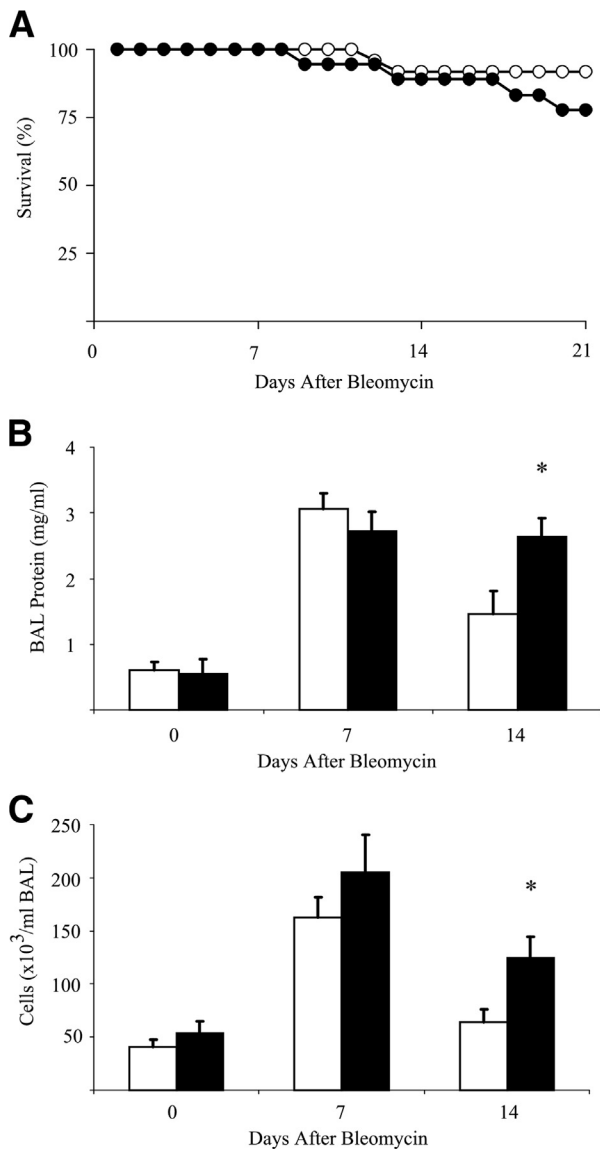 A
100
75
50
25
Survival (%)
0 7 14 21
Days After Bleomycin
B
4
3
2
1
BAL Protein (mg/ml)
*
0 7 14
Days After Bleomycin
C
250
200
150
100
50
Cells (x10³/ml BAL)
*
0 7 14
Days After Bleomycin